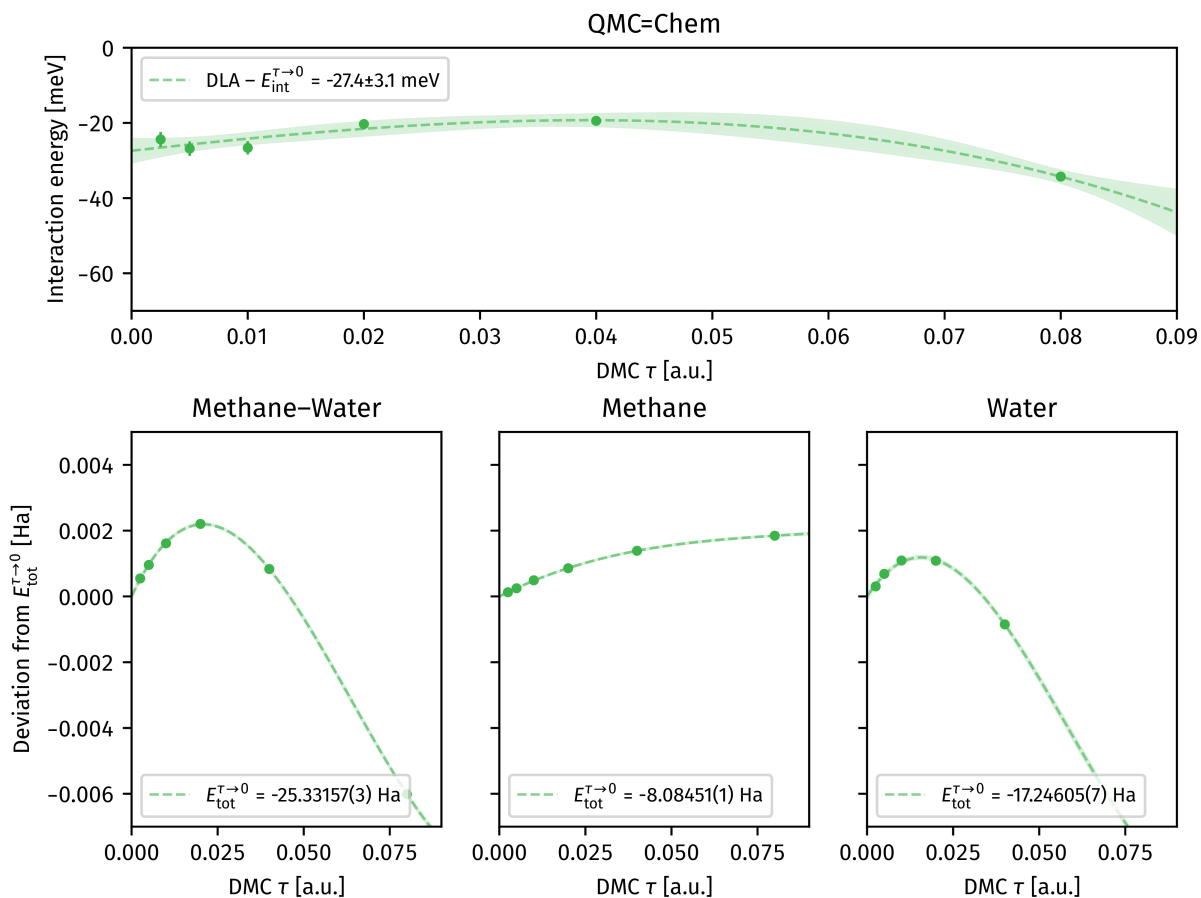 QMC=Chem
Interaction energy [meV]
0
−20
−40
−60
DLA – E_int^{τ→0} = -27.4±3.1 meV
0.00 0.01 0.02 0.03 0.04 0.05 0.06 0.07 0.08 0.09
DMC τ [a.u.]
Methane–Water Methane Water
Deviation from E_tot^{τ→0} [Ha]
0.004
0.002
0.000
−0.002
−0.004
−0.006
E_tot^{τ→0} = -25.33157(3) Ha
E_tot^{τ→0} = -8.08451(1) Ha
E_tot^{τ→0} = -17.24605(7) Ha
0.000 0.025 0.050 0.075 0.000 0.025 0.050 0.075 0.000 0.025 0.050 0.075
DMC τ [a.u.] DMC τ [a.u.] DMC τ [a.u.]